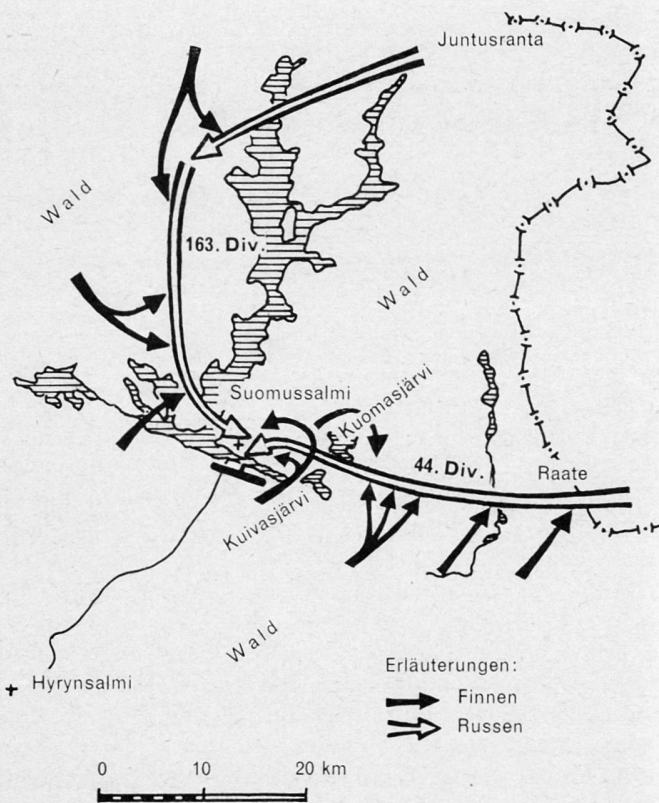 Juntusranta
Wald
163. Div.
Wald
Suomussalmi
Kuomasjärvi
44. Div.
Raate
Kuivasjärvi
Wald
Hyrynsalmi
Erläuterungen:
Finnen
Russen
0 10 20 km